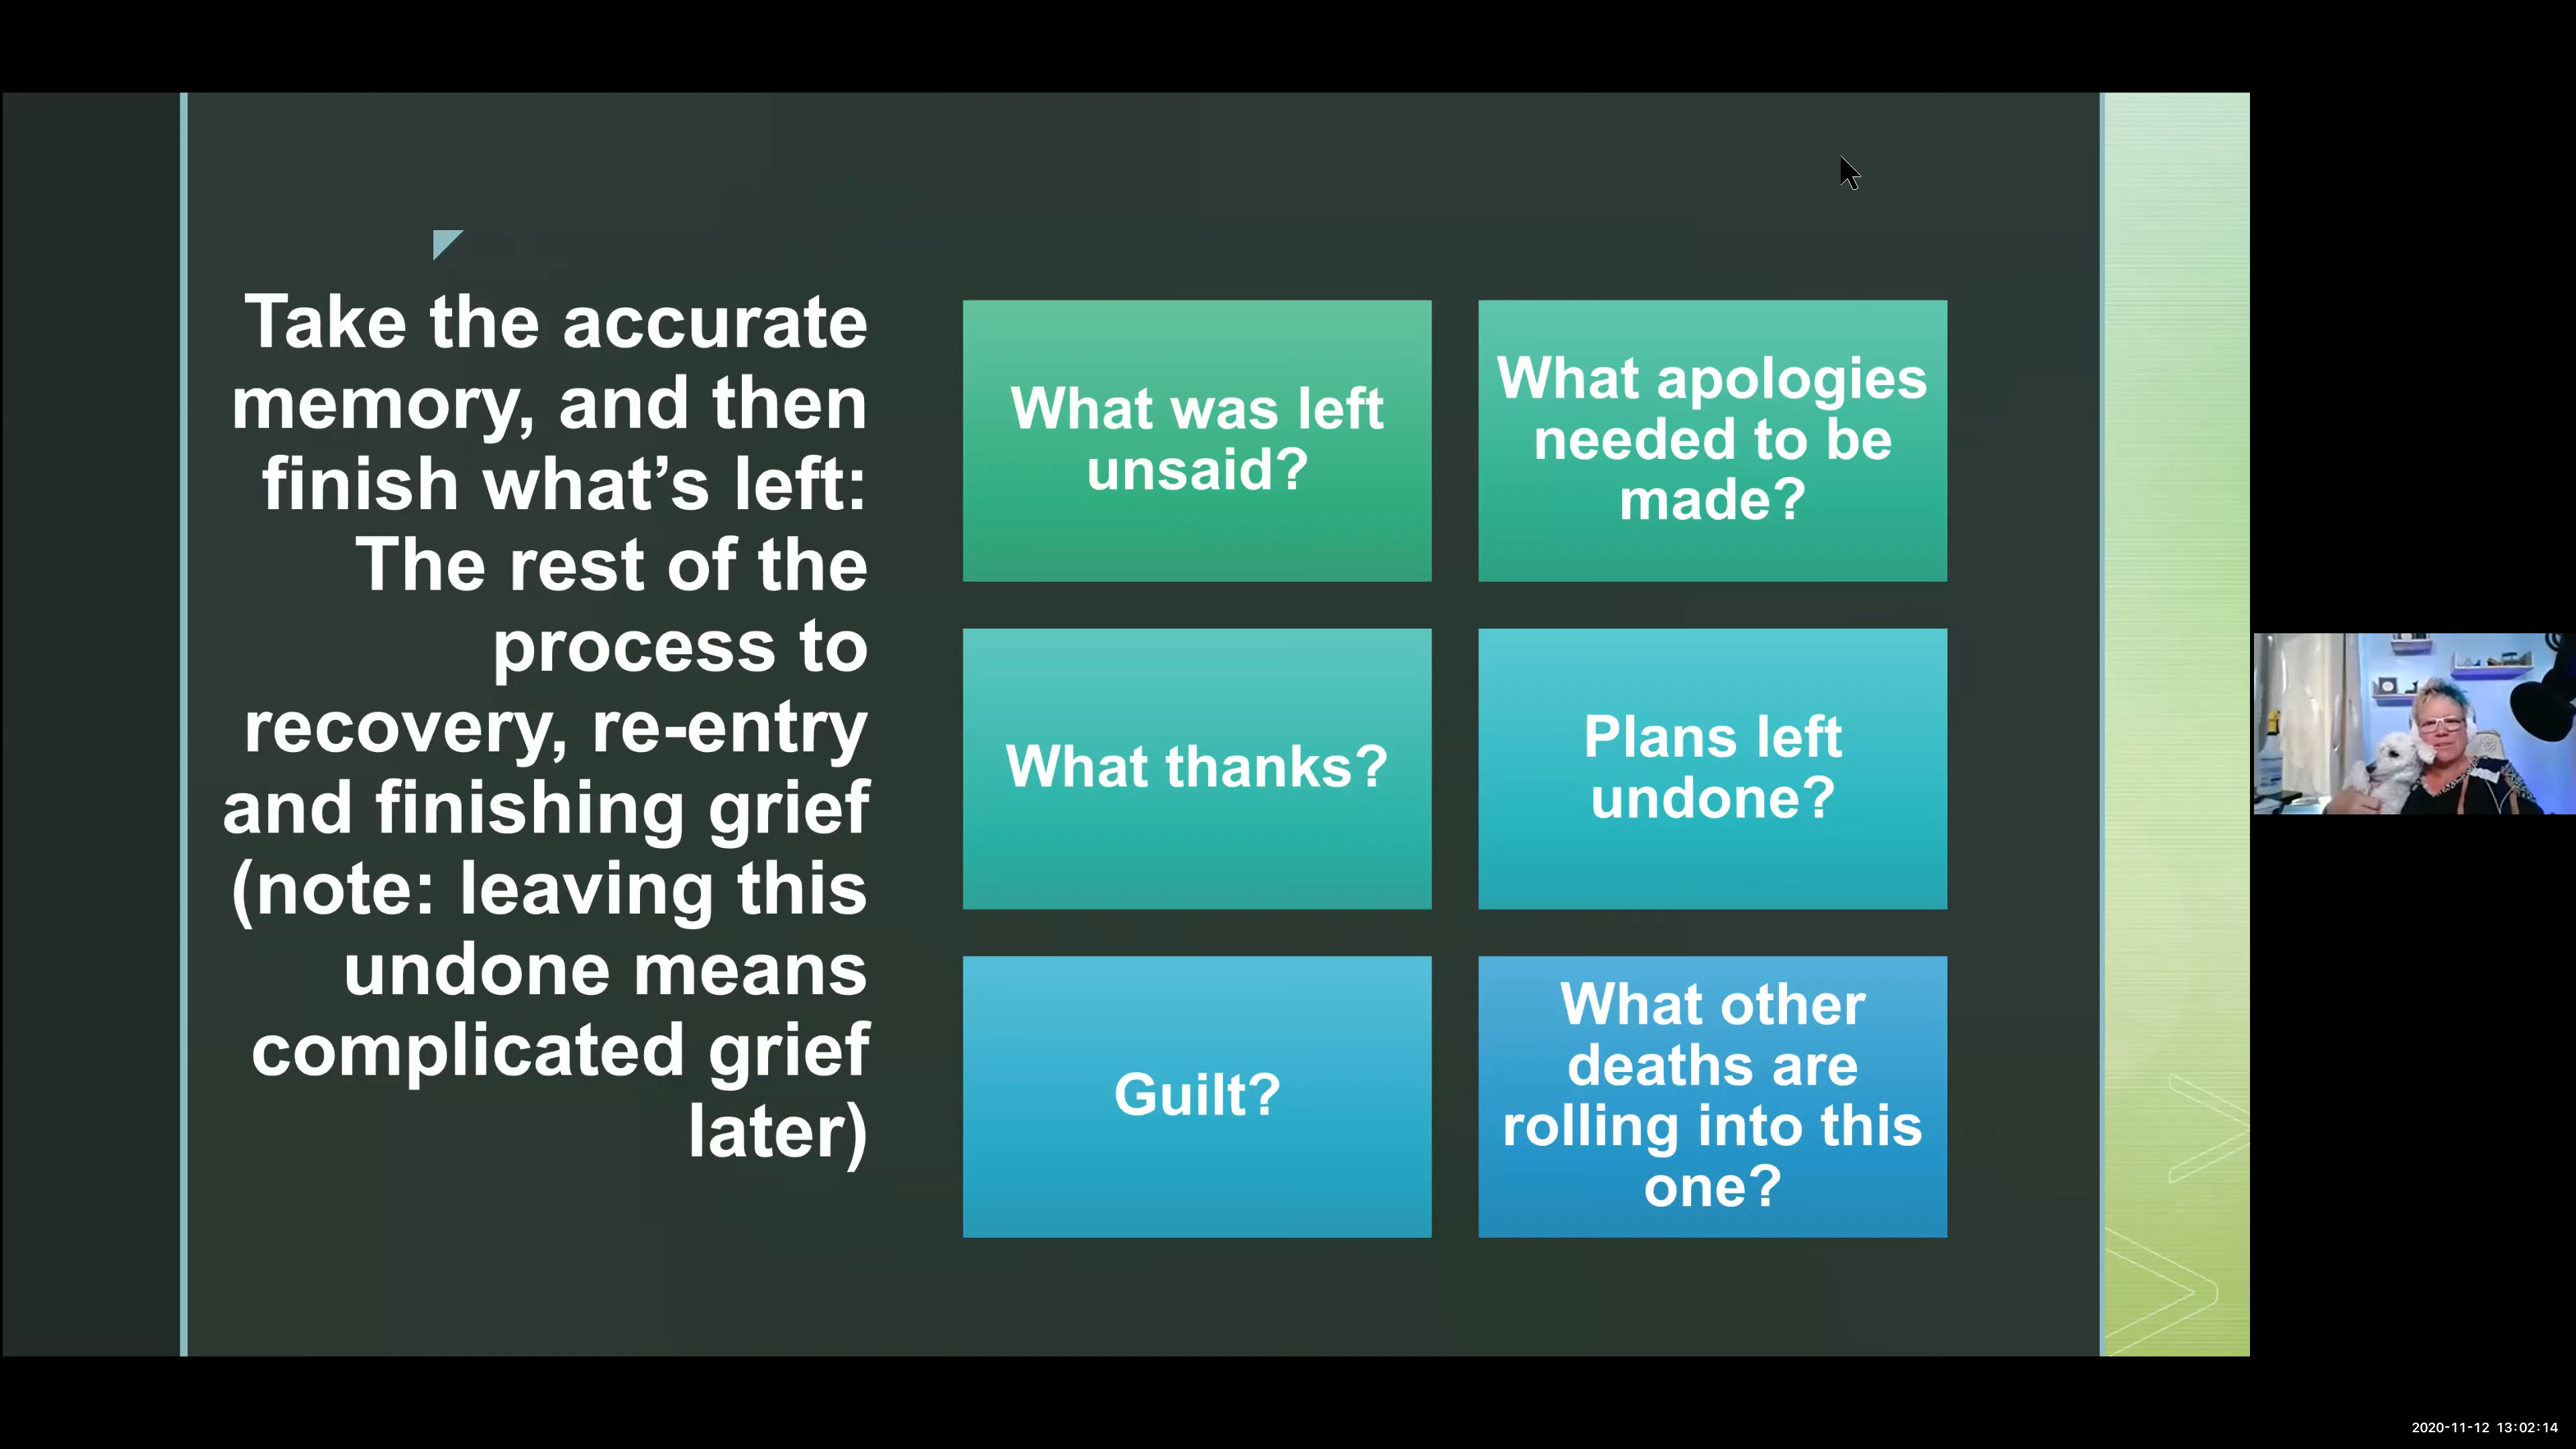 Take the accurate
memory, and then
finish what’s left:
The rest of the
process to
recovery, re-entry
and finishing grief
(note: leaving this
undone means
complicated grief
later)
What was left
unsaid?
What apologies
needed to be
made?
What thanks?
Plans left
undone?
Guilt?
What other
deaths are
rolling into this
one?
2020-11-12 13:02:14